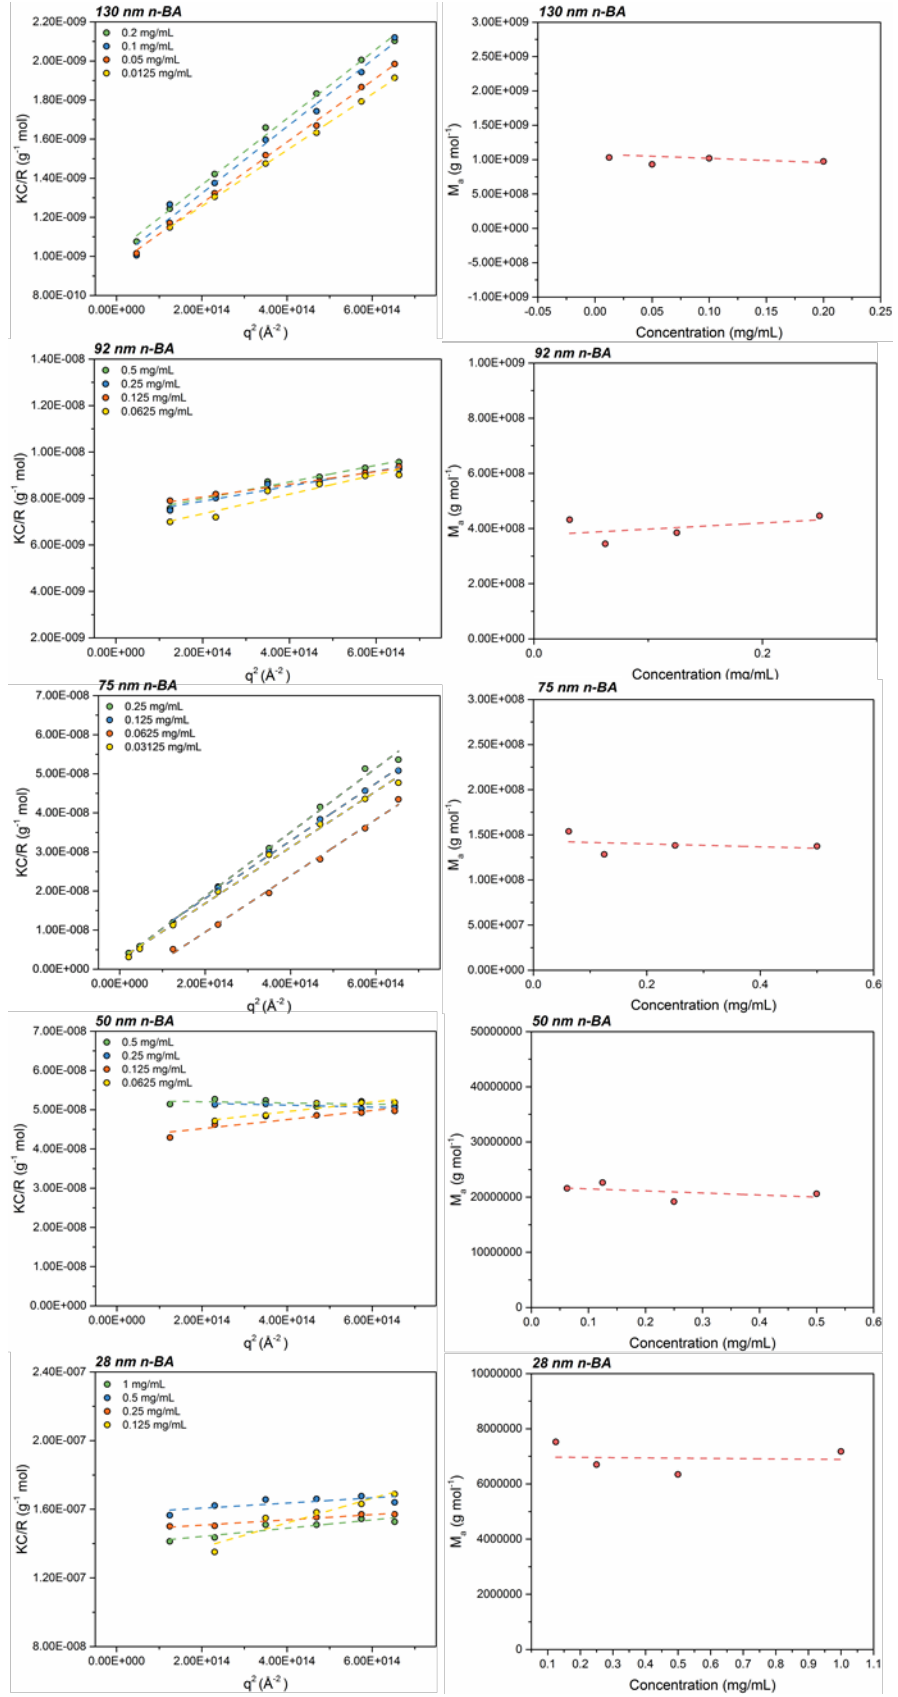 130 nm n-BA
2.20E-009
2.00E-009
1.80E-009
1.60E-009
1.40E-009
1.20E-009
1.00E-009
8.00E-010
KC/R (g-1 mol)
0.2 mg/mL
0.1 mg/mL
0.05 mg/mL
0.0125 mg/mL
0.00E+000 2.00E+014 4.00E+014 6.00E+014
q2 (Å-2)
130 nm n-BA
3.00E+009
2.50E+009
2.00E+009
1.50E+009
1.00E+009
5.00E+008
0.00E+000
-5.00E+008
-1.00E+009
Ma (g mol-1)
-0.05 0.00 0.05 0.10 0.15 0.20 0.25
Concentration (mg/mL)
92 nm n-BA
1.40E-008
1.20E-008
1.00E-008
8.00E-009
6.00E-009
4.00E-009
2.00E-009
KC/R (g-1 mol)
0.5 mg/mL
0.25 mg/mL
0.125 mg/mL
0.0625 mg/mL
0.00E+000 2.00E+014 4.00E+014 6.00E+014
q2 (Å-2)
92 nm n-BA
1.00E+009
8.00E+008
6.00E+008
4.00E+008
2.00E+008
0.00E+000
Ma (g mol-1)
0.0 0.2
Concentration (mg/mL)
75 nm n-BA
7.00E-008
6.00E-008
5.00E-008
4.00E-008
3.00E-008
2.00E-008
1.00E-008
0.00E+000
KC/R (g-1 mol)
0.25 mg/mL
0.125 mg/mL
0.0625 mg/mL
0.03125 mg/mL
0.00E+000 2.00E+014 4.00E+014 6.00E+014
q2 (Å-2)
75 nm n-BA
3.00E+008
2.50E+008
2.00E+008
1.50E+008
1.00E+008
5.00E+007
0.00E+000
Ma (g mol-1)
0.0 0.2 0.4 0.6
Concentration (mg/mL)
50 nm n-BA
7.00E-008
6.00E-008
5.00E-008
4.00E-008
3.00E-008
2.00E-008
1.00E-008
0.00E+000
KC/R (g-1 mol)
0.5 mg/mL
0.25 mg/mL
0.125 mg/mL
0.0625 mg/mL
0.00E+000 2.00E+014 4.00E+014 6.00E+014
q2 (Å-2)
50 nm n-BA
50000000
40000000
30000000
20000000
10000000
0
Ma (g mol-1)
0.0 0.1 0.2 0.3 0.4 0.5 0.6
Concentration (mg/mL)
28 nm n-BA
2.40E-007
2.00E-007
1.60E-007
1.20E-007
8.00E-008
KC/R (g-1 mol)
1 mg/mL
0.5 mg/mL
0.25 mg/mL
0.125 mg/mL
0.00E+000 2.00E+014 4.00E+014 6.00E+014
q2 (Å-2)
28 nm n-BA
10000000
8000000
6000000
4000000
2000000
0
Ma (g mol-1)
0.1 0.2 0.3 0.4 0.5 0.6 0.7 0.8 0.9 1.0 1.1
Concentration (mg/mL)